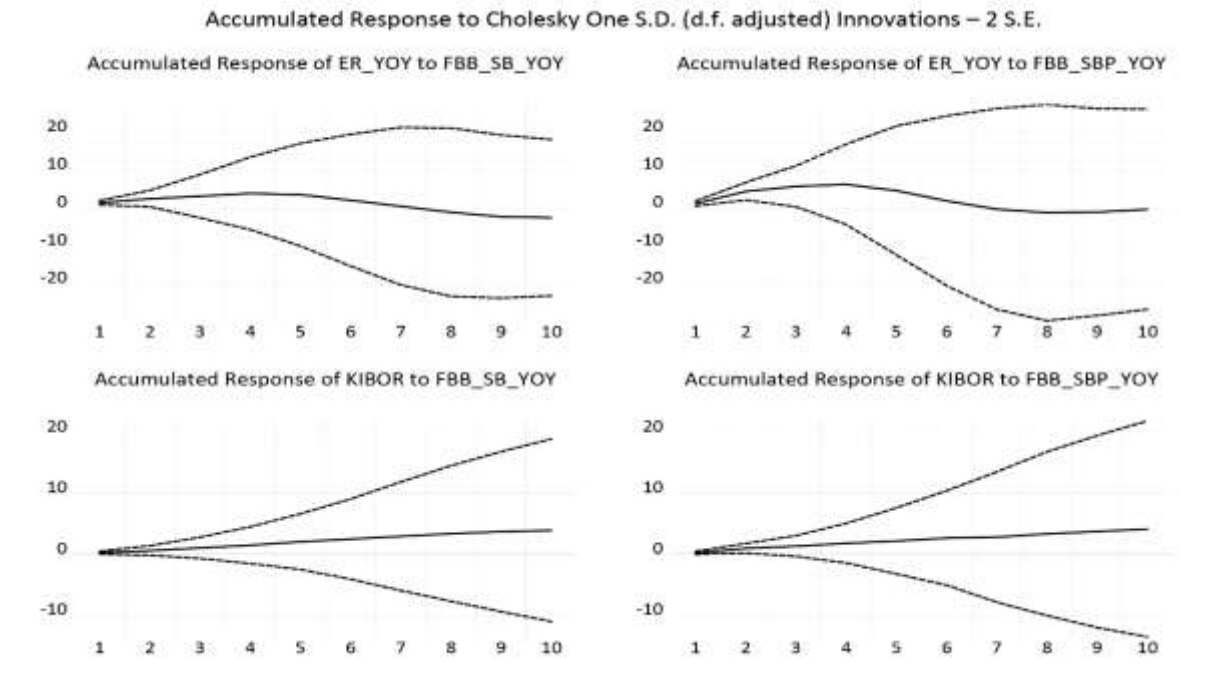 Accumulated Response to Cholesky One S.D. (d.f. adjusted) Innovations – 2 S.E.
Accumulated Response of ER_YOY to FBB_SB_YOY
20
10
0
-10
-20
1 2 3 4 5 6 7 8 9 10
Accumulated Response of ER_YOY to FBB_SBP_YOY
20
10
0
-10
-20
1 2 3 4 5 6 7 8 9 10
Accumulated Response of KIBOR to FBB_SB_YOY
20
10
0
-10
1 2 3 4 5 6 7 8 9 10
Accumulated Response of KIBOR to FBB_SBP_YOY
20
10
0
-10
1 2 3 4 5 6 7 8 9 10